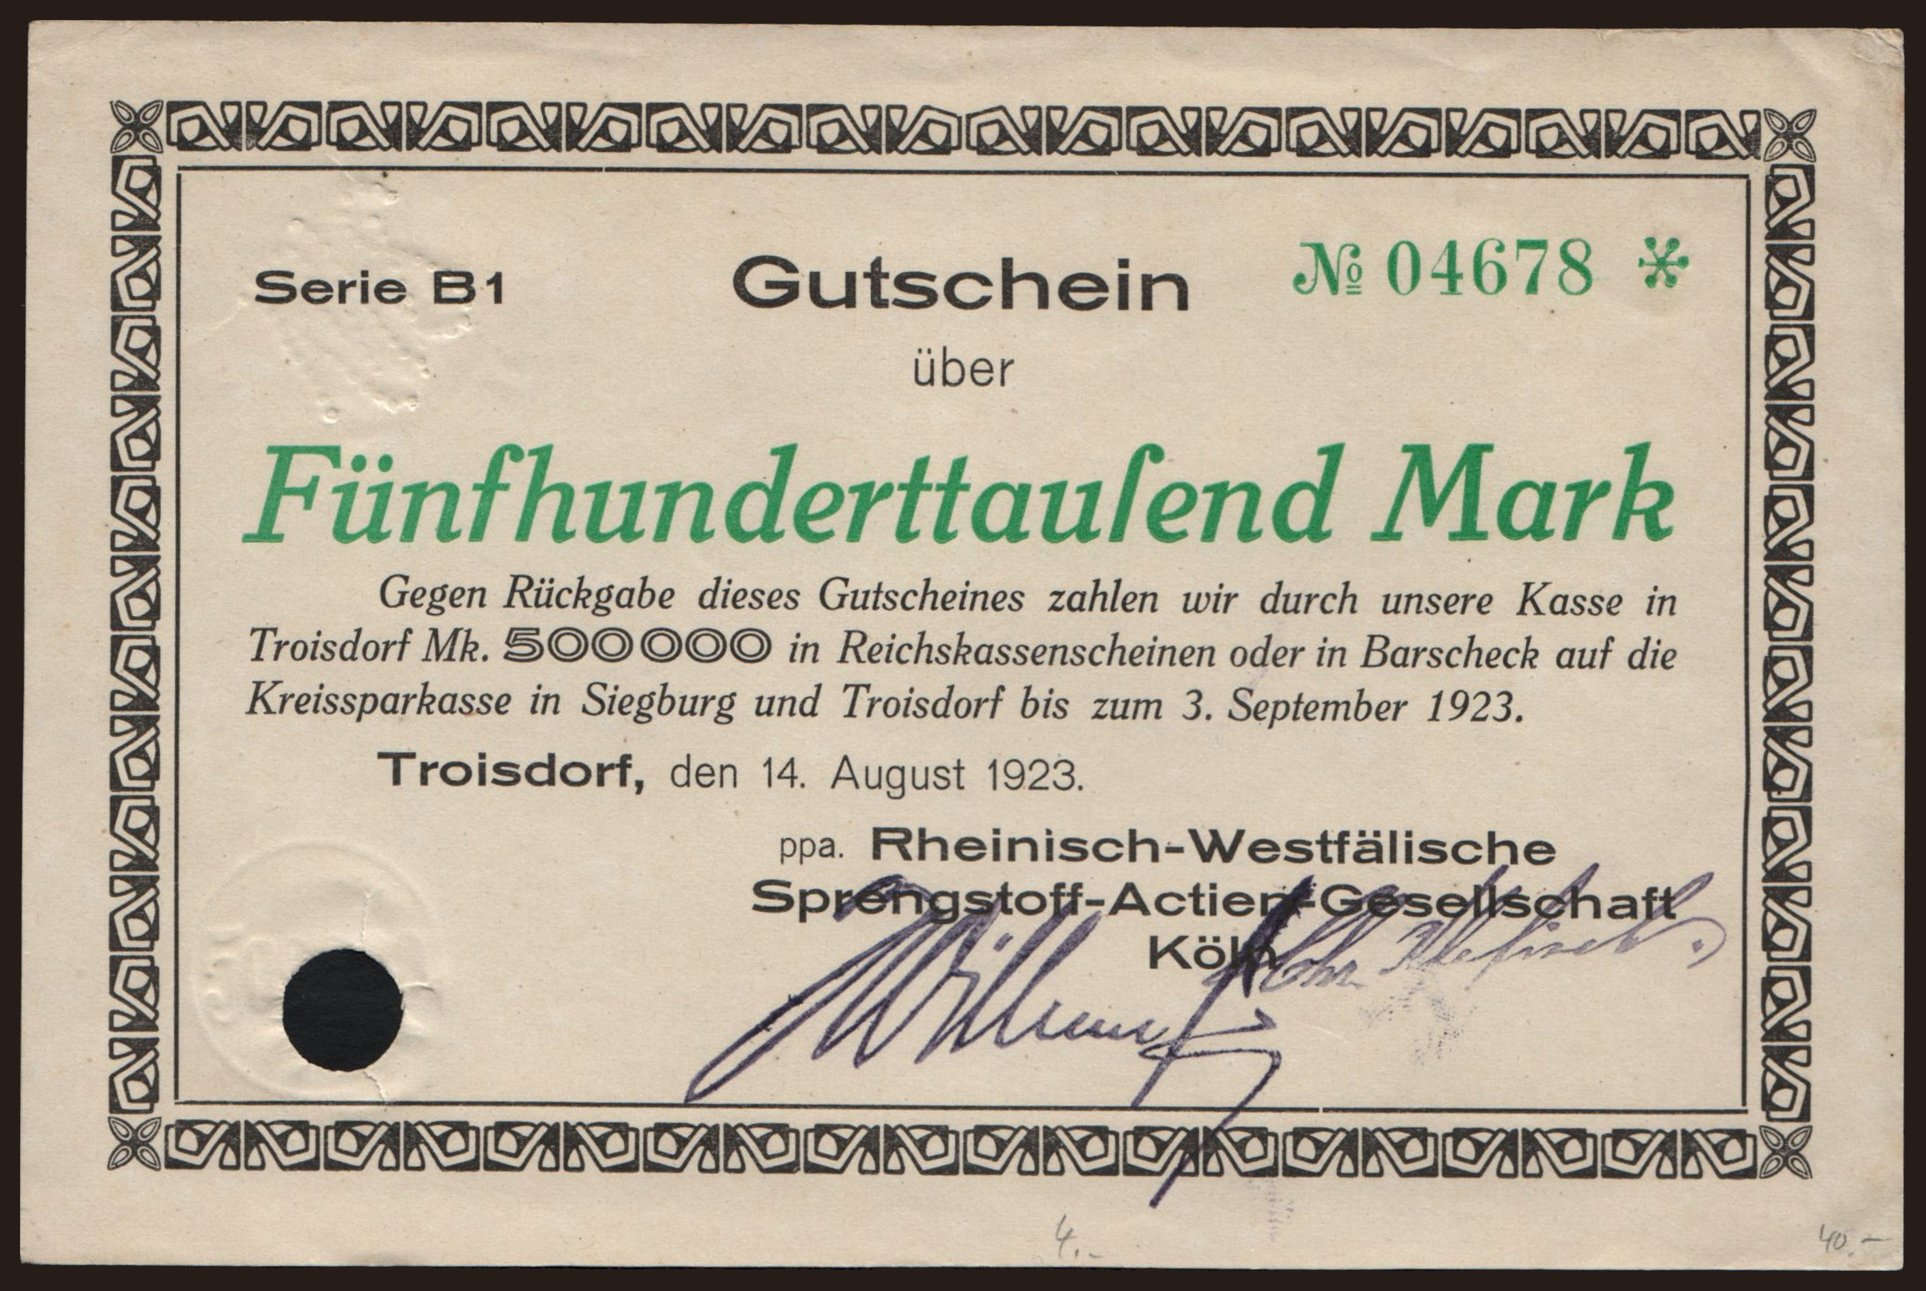 Serie B1
Gutschein
№ 04678 *
über
Fünfhunderttauſend Mark
Gegen Rückgabe dieses Gutscheines zahlen wir durch unsere Kasse in
Troisdorf Mk. 500000 in Reichskassenscheinen oder in Barscheck auf die
Kreissparkasse in Siegburg und Troisdorf bis zum 3. September 1923.
Troisdorf, den 14. August 1923.
ppa. Rheinisch-Westfälische
Sprengstoff-Actien-Gesellschaft
Köln
4.-
40.-